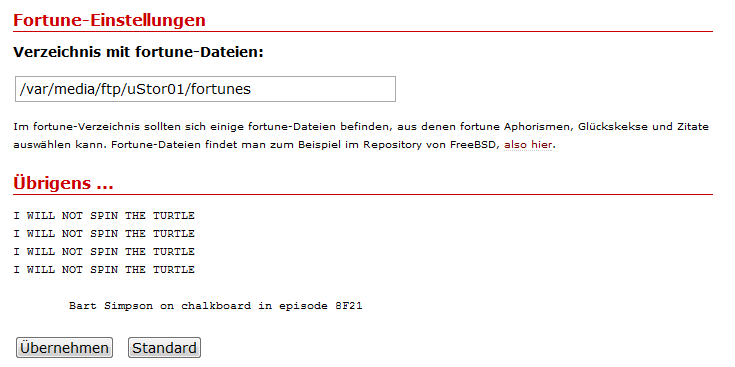 Fortune-Einstellungen
Verzeichnis mit fortune-Dateien:
/var/media/ftp/uStor01/fortunes
Im fortune-Verzeichnis sollten sich einige fortune-Dateien befinden, aus denen fortune Aphorismen, Glückskekse und Zitate
auswählen kann. Fortune-Dateien findet man zum Beispiel im Repository von FreeBSD, also hier.
Übrigens ...
I WILL NOT SPIN THE TURTLE
I WILL NOT SPIN THE TURTLE
I WILL NOT SPIN THE TURTLE
I WILL NOT SPIN THE TURTLE
Bart Simpson on chalkboard in episode 8F21
Übernehmen Standard